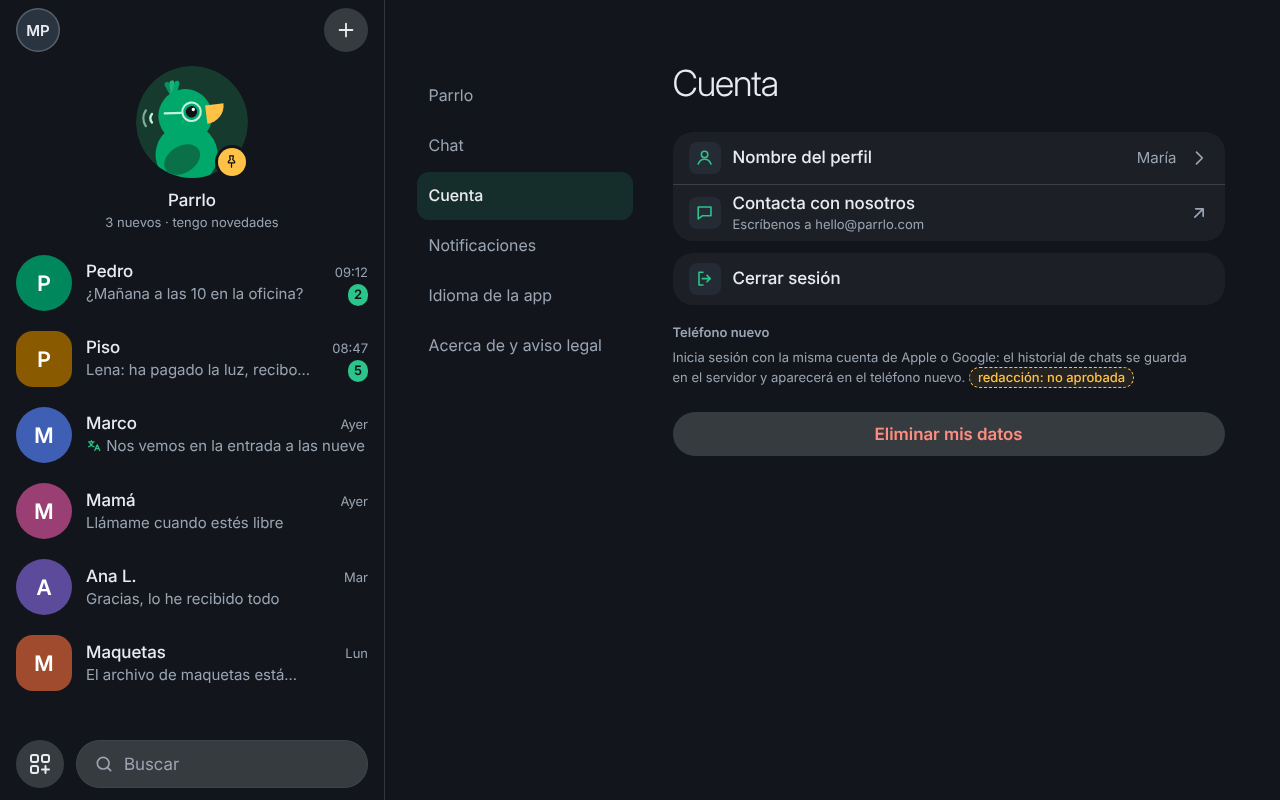 MP
Parrlo
3 nuevos · tengo novedades
P
Pedro
09:12
¿Mañana a las 10 en la oficina?
2
P
Piso
08:47
Lena: ha pagado la luz, recibo...
5
M
Marco
Ayer
Nos vemos en la entrada a las nueve
M
Mamá
Ayer
Llámame cuando estés libre
A
Ana L.
Mar
Gracias, lo he recibido todo
M
Maquetas
Lun
El archivo de maquetas está...
Buscar
Parrlo
Chat
Cuenta
Notificaciones
Idioma de la app
Acerca de y aviso legal
Cuenta
Nombre del perfil
María
Contacta con nosotros
Escríbenos a hello@parrlo.com
Cerrar sesión
Teléfono nuevo
Inicia sesión con la misma cuenta de Apple o Google: el historial de chats se guarda
en el servidor y aparecerá en el teléfono nuevo. redacción: no aprobada
Eliminar mis datos